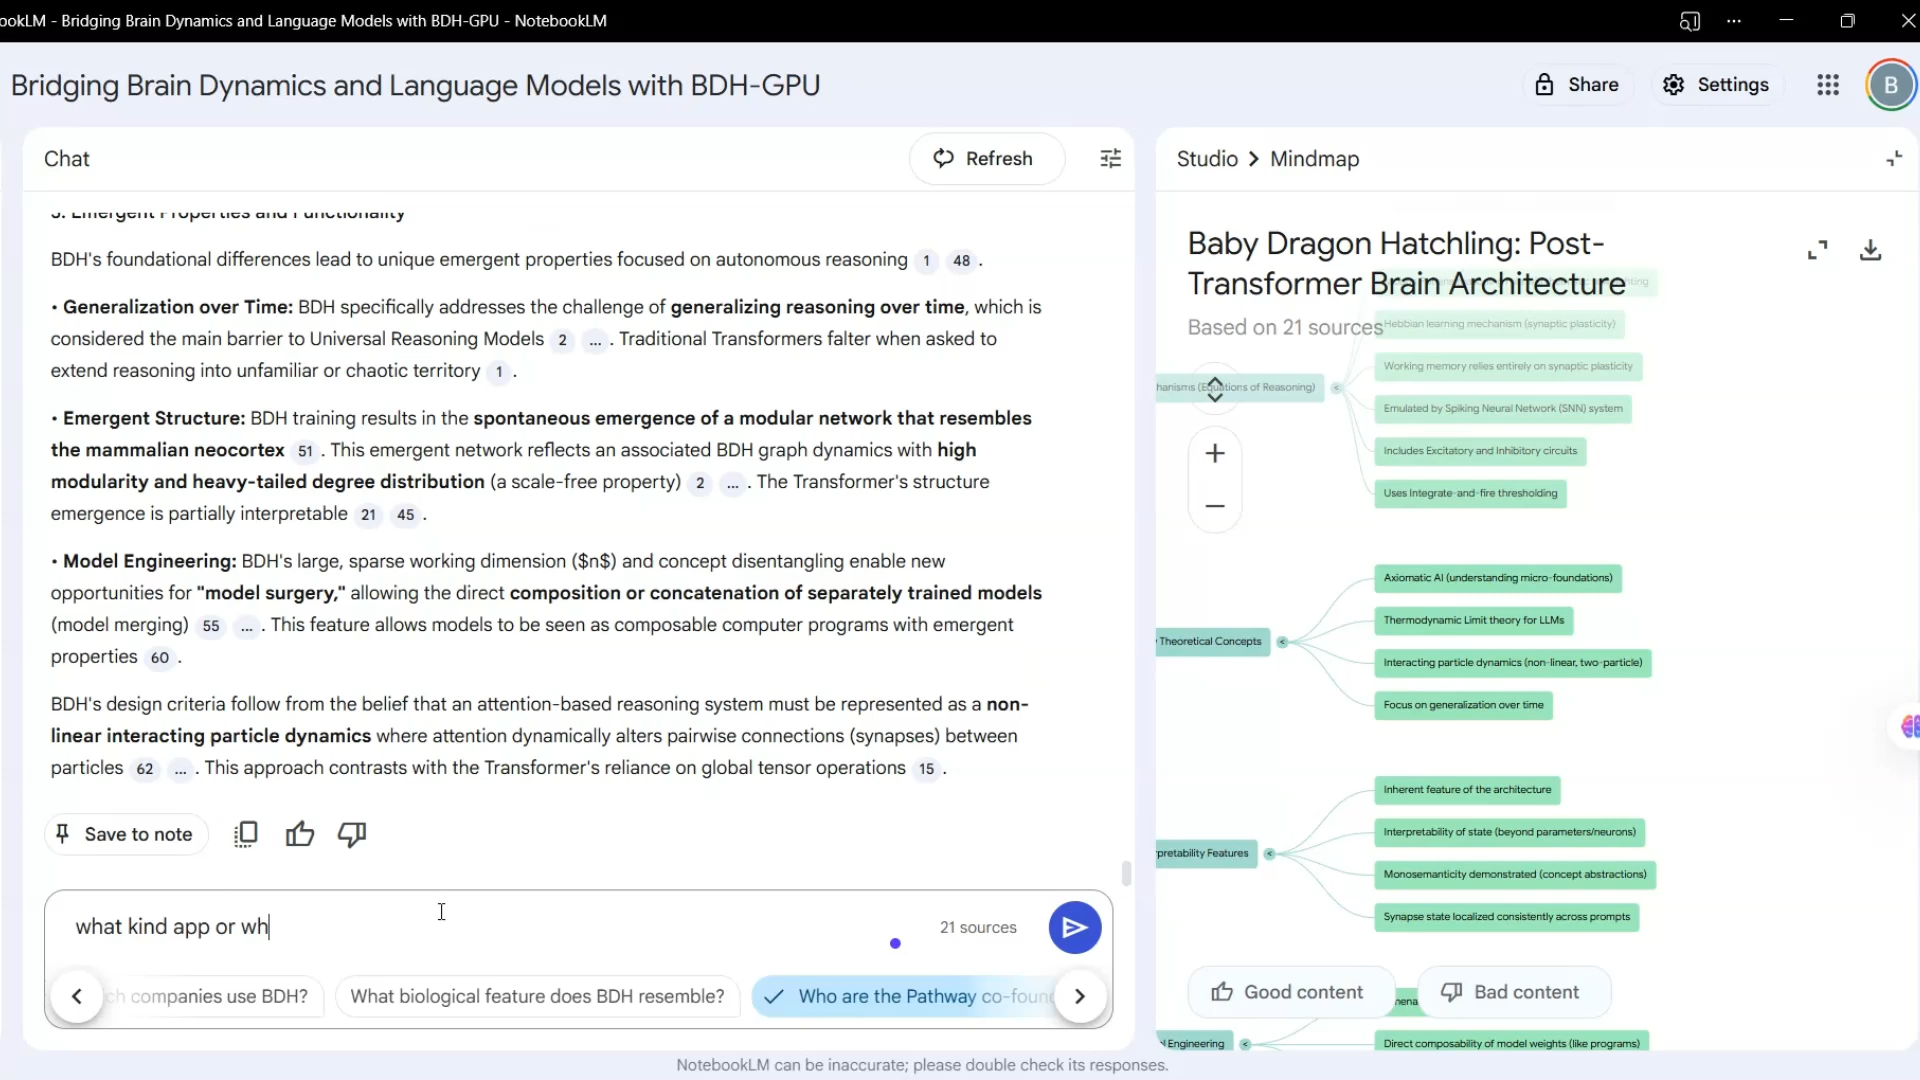 ookLM - Bridging Brain Dynamics and Language Models with BDH-GPU - NotebookLM
Bridging Brain Dynamics and Language Models with BDH-GPU
Share
Settings
B
Chat
Refresh
3. Emergent Properties and Functionality
BDH's foundational differences lead to unique emergent properties focused on autonomous reasoning 1 48 .
• Generalization over Time: BDH specifically addresses the challenge of generalizing reasoning over time, which is
considered the main barrier to Universal Reasoning Models 2 ... . Traditional Transformers falter when asked to
extend reasoning into unfamiliar or chaotic territory 1 .
• Emergent Structure: BDH training results in the spontaneous emergence of a modular network that resembles
the mammalian neocortex 51 . This emergent network reflects an associated BDH graph dynamics with high
modularity and heavy-tailed degree distribution (a scale-free property) 2 ... . The Transformer's structure
emergence is partially interpretable 21 45 .
• Model Engineering: BDH's large, sparse working dimension ($n$) and concept disentangling enable new
opportunities for "model surgery," allowing the direct composition or concatenation of separately trained models
(model merging) 55 ... . This feature allows models to be seen as composable computer programs with emergent
properties 60 .
BDH's design criteria follow from the belief that an attention-based reasoning system must be represented as a non-
linear interacting particle dynamics where attention dynamically alters pairwise connections (synapses) between
particles 62 ... . This approach contrasts with the Transformer's reliance on global tensor operations 15 .
Save to note
what kind app or wh
21 sources
ch companies use BDH?
What biological feature does BDH resemble?
Who are the Pathway co-foun
Studio > Mindmap
Baby Dragon Hatchling: Post-
Transformer Brain Architecture
Based on 21 sources
Hebbian learning mechanism (synaptic plasticity)
Working memory relies entirely on synaptic plasticity
hanisms (Equations of Reasoning) <
Emulated by Spiking Neural Network (SNN) system
Includes Excitatory and Inhibitory circuits
Uses Integrate-and-fire thresholding
Axiomatic AI (understanding micro-foundations)
Thermodynamic Limit theory for LLMs
Theoretical Concepts <
Interacting particle dynamics (non-linear, two-particle)
Focus on generalization over time
Inherent feature of the architecture
Interpretability of state (beyond parameters/neurons)
rpretability Features <
Monosemanticity demonstrated (concept abstractions)
Synapse state localized consistently across prompts
Good content
Bad content
l Engineering <
Direct composability of model weights (like programs)
NotebookLM can be inaccurate; please double check its responses.